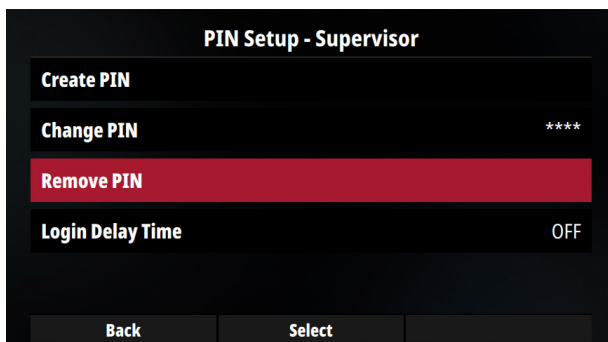 PIN Setup - Supervisor
Create PIN
Change PIN ****
Remove PIN
Login Delay Time OFF
Back Select